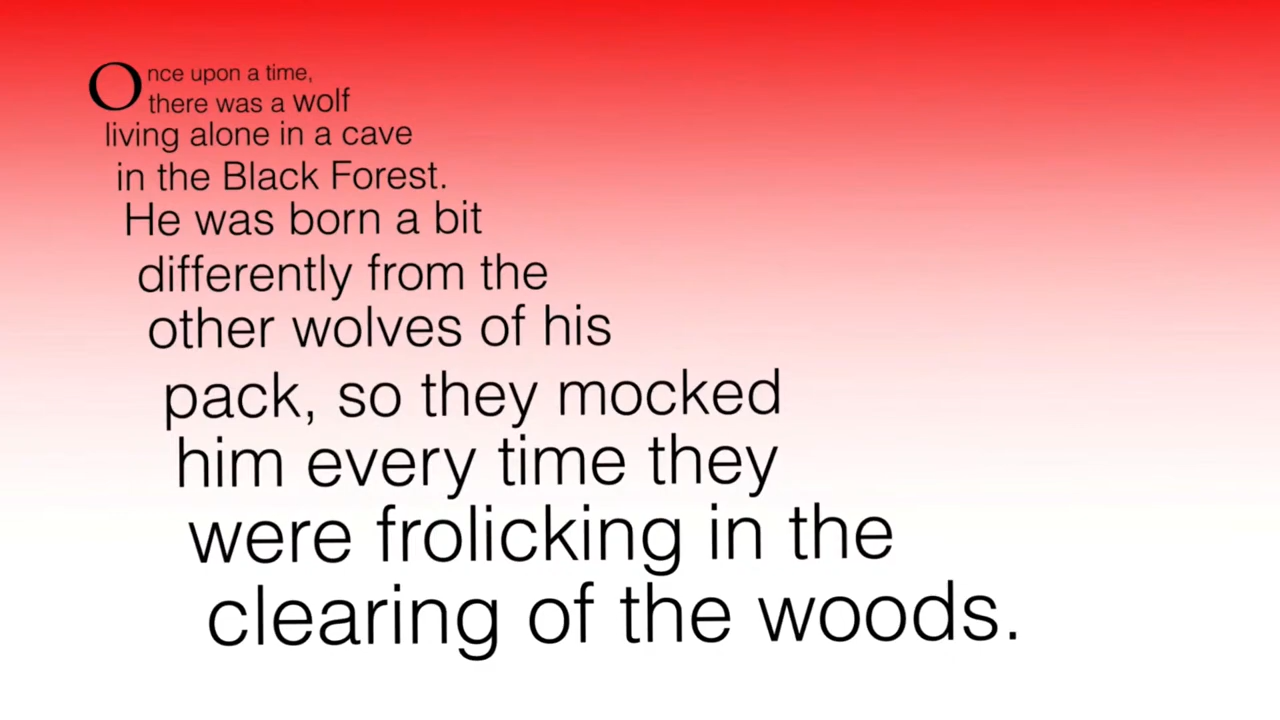 Once upon a time,
there was a wolf
living alone in a cave
in the Black Forest.
He was born a bit
differently from the
other wolves of his
pack, so they mocked
him every time they
were frolicking in the
clearing of the woods.